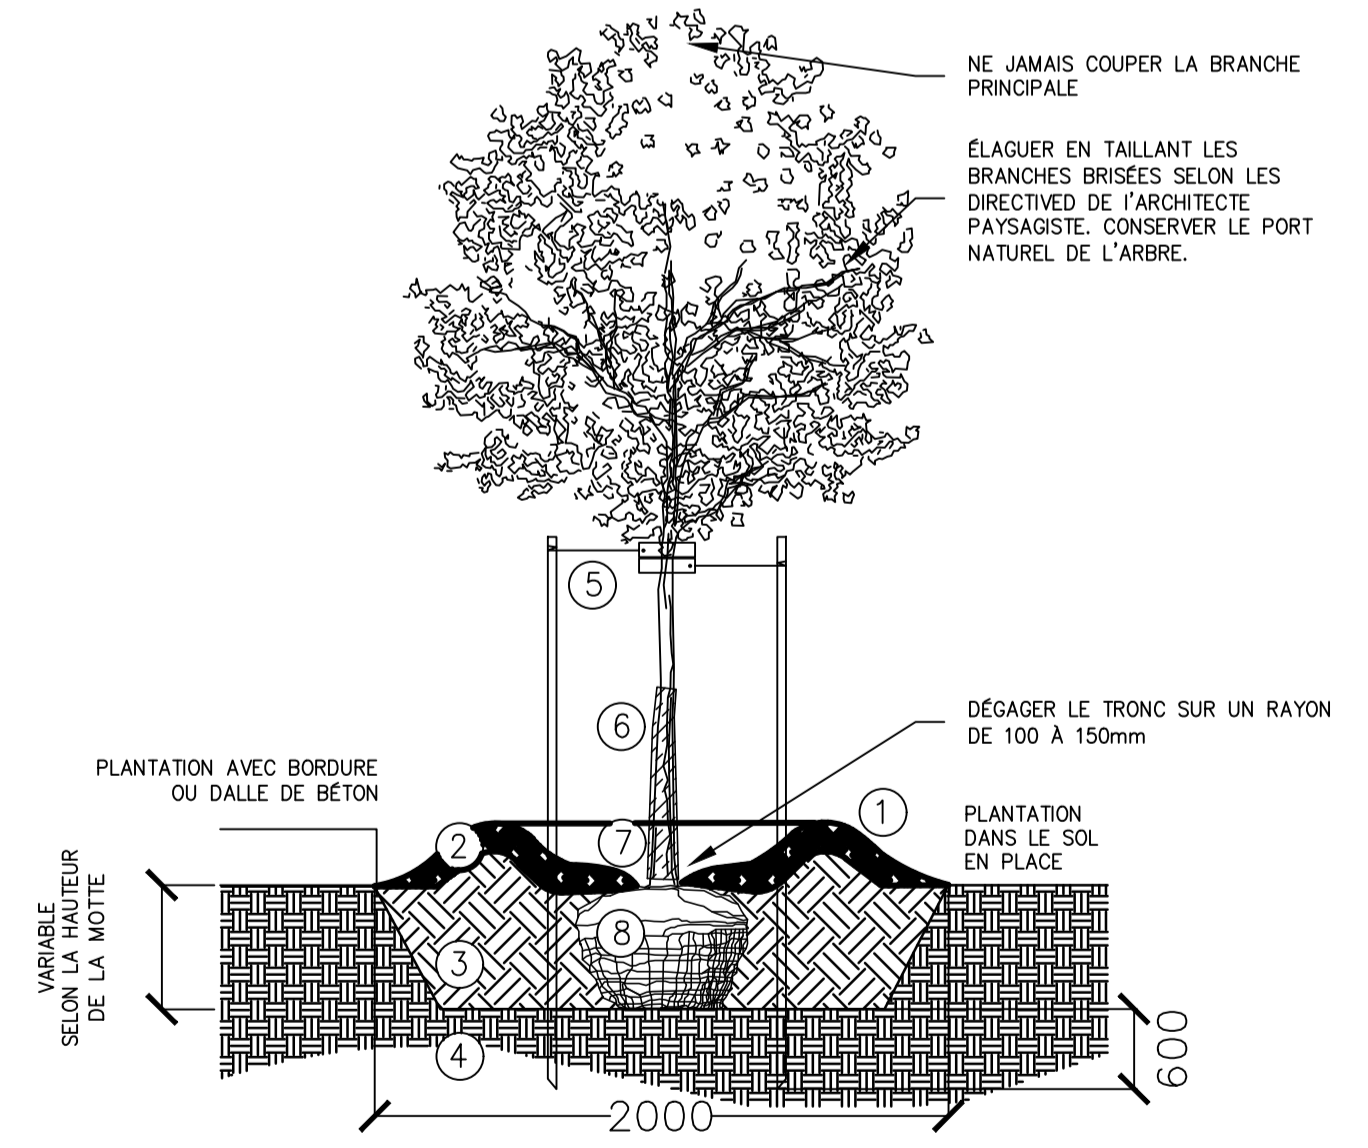 NE JAMAIS COUPER LA BRANCHE
PRINCIPALE
ÉLAGUER EN TAILLANT LES
BRANCHES BRISÉES SELON LES
DIRECTIVED DE l'ARCHITECTE
PAYSAGISTE. CONSERVER LE PORT
NATUREL DE L'ARBRE.
5
6
DÉGAGER LE TRONC SUR UN RAYON
DE 100 À 150mm
PLANTATION AVEC BORDURE
OU DALLE DE BÉTON
1
PLANTATION
DANS LE SOL
EN PLACE
2
7
8
3
4
VARIABLE
SELON LA HAUTEUR
DE LA MOTTE
600
2000